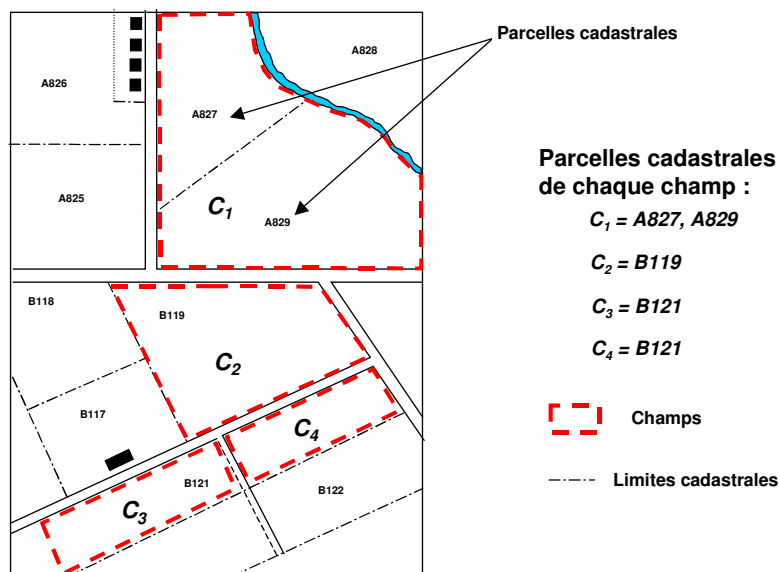 Parcelles cadastrales
A828
A826
A827
A825
C1
A829
Parcelles cadastrales
de chaque champ :
C1 = A827, A829
C2 = B119
C3 = B121
C4 = B121
B118
B119
C2
B117
C4
B121
B122
C3
Champs
Limites cadastrales